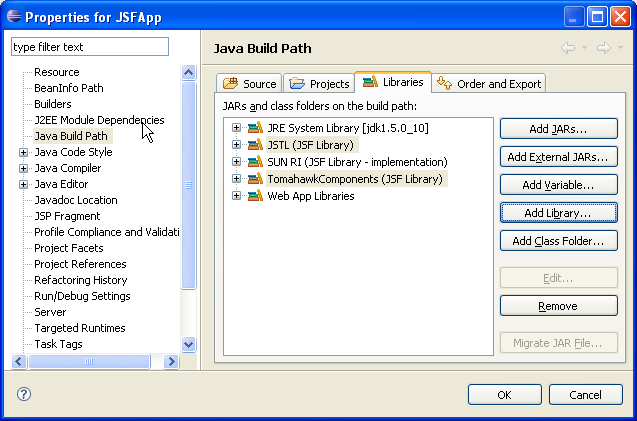 Properties for JSFApp
type filter text
Resource
BeanInfo Path
Builders
J2EE Module Dependencies
Java Build Path
Java Code Style
Java Compiler
Java Editor
Javadoc Location
JSP Fragment
Profile Compliance and Validati
Project Facets
Project References
Refactoring History
Run/Debug Settings
Server
Targeted Runtimes
Task Tags
Java Build Path
Source Projects Libraries Order and Export
JARs and class folders on the build path:
JRE System Library [jdk1.5.0_10]
JSTL (JSF Library)
SUN RI (JSF Library - implementation)
TomahawkComponents (JSF Library)
Web App Libraries
Add JARs...
Add External JARs...
Add Variable...
Add Library...
Add Class Folder...
Edit...
Remove
Migrate JAR File...
OK Cancel